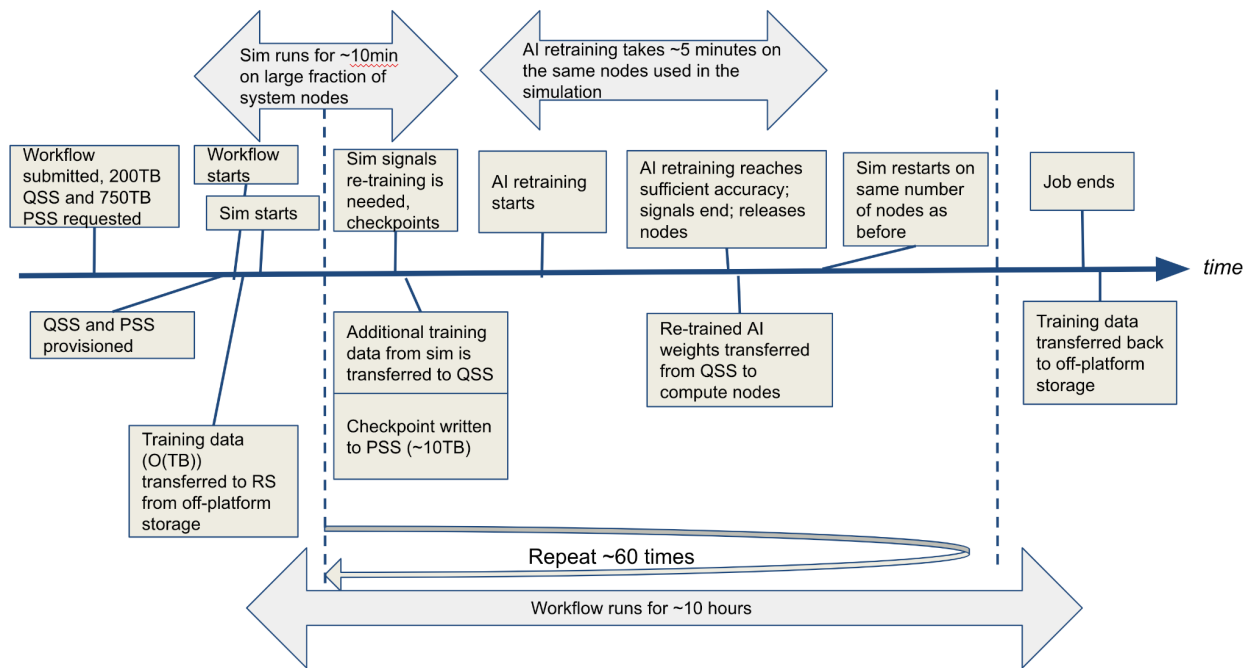 Sim runs for ~10min
on large fraction of
system nodes
AI retraining takes ~5 minutes on
the same nodes used in the
simulation
Workflow
submitted, 200TB
QSS and 750TB
PSS requested
Workflow
starts
Sim starts
Sim signals
re-training is
needed,
checkpoints
AI retraining
starts
AI retraining reaches
sufficient accuracy;
signals end; releases
nodes
Sim restarts on
same number
of nodes as
before
Job ends
time
QSS and PSS
provisioned
Training data
(O(TB))
transferred to RS
from off-platform
storage
Additional training
data from sim is
transferred to QSS
Checkpoint written
to PSS (~10TB)
Re-trained AI
weights transferred
from QSS to
compute nodes
Training data
transferred back
to off-platform
storage
Repeat ~60 times
Workflow runs for ~10 hours